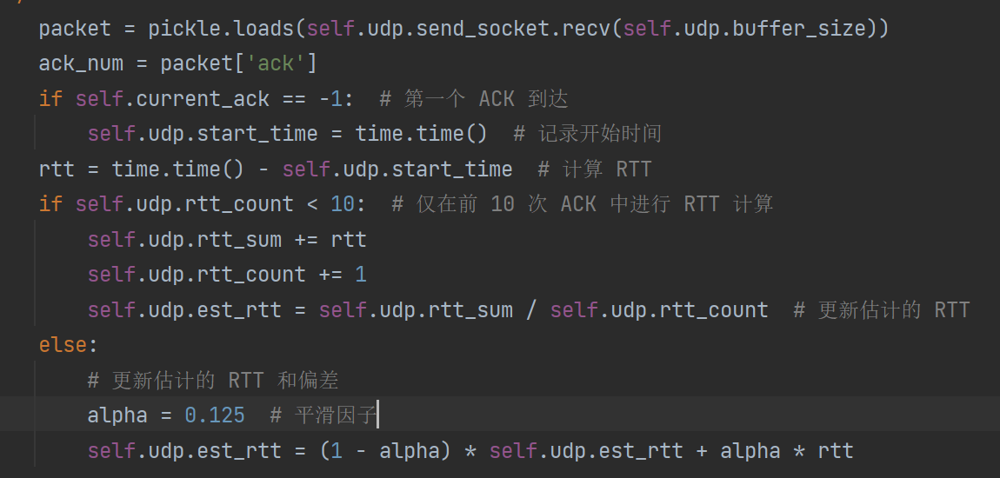 packet = pickle.loads(self.udp.send_socket.recv(self.udp.buffer_size))
ack_num = packet['ack']
if self.current_ack == -1:  # 第一个 ACK 到达
    self.udp.start_time = time.time()  # 记录开始时间
rtt = time.time() - self.udp.start_time  # 计算 RTT
if self.udp.rtt_count < 10:  # 仅在前 10 次 ACK 中进行 RTT 计算
    self.udp.rtt_sum += rtt
    self.udp.rtt_count += 1
    self.udp.est_rtt = self.udp.rtt_sum / self.udp.rtt_count  # 更新估计的 RTT
else:
    # 更新估计的 RTT 和偏差
    alpha = 0.125  # 平滑因子
    self.udp.est_rtt = (1 - alpha) * self.udp.est_rtt + alpha * rtt